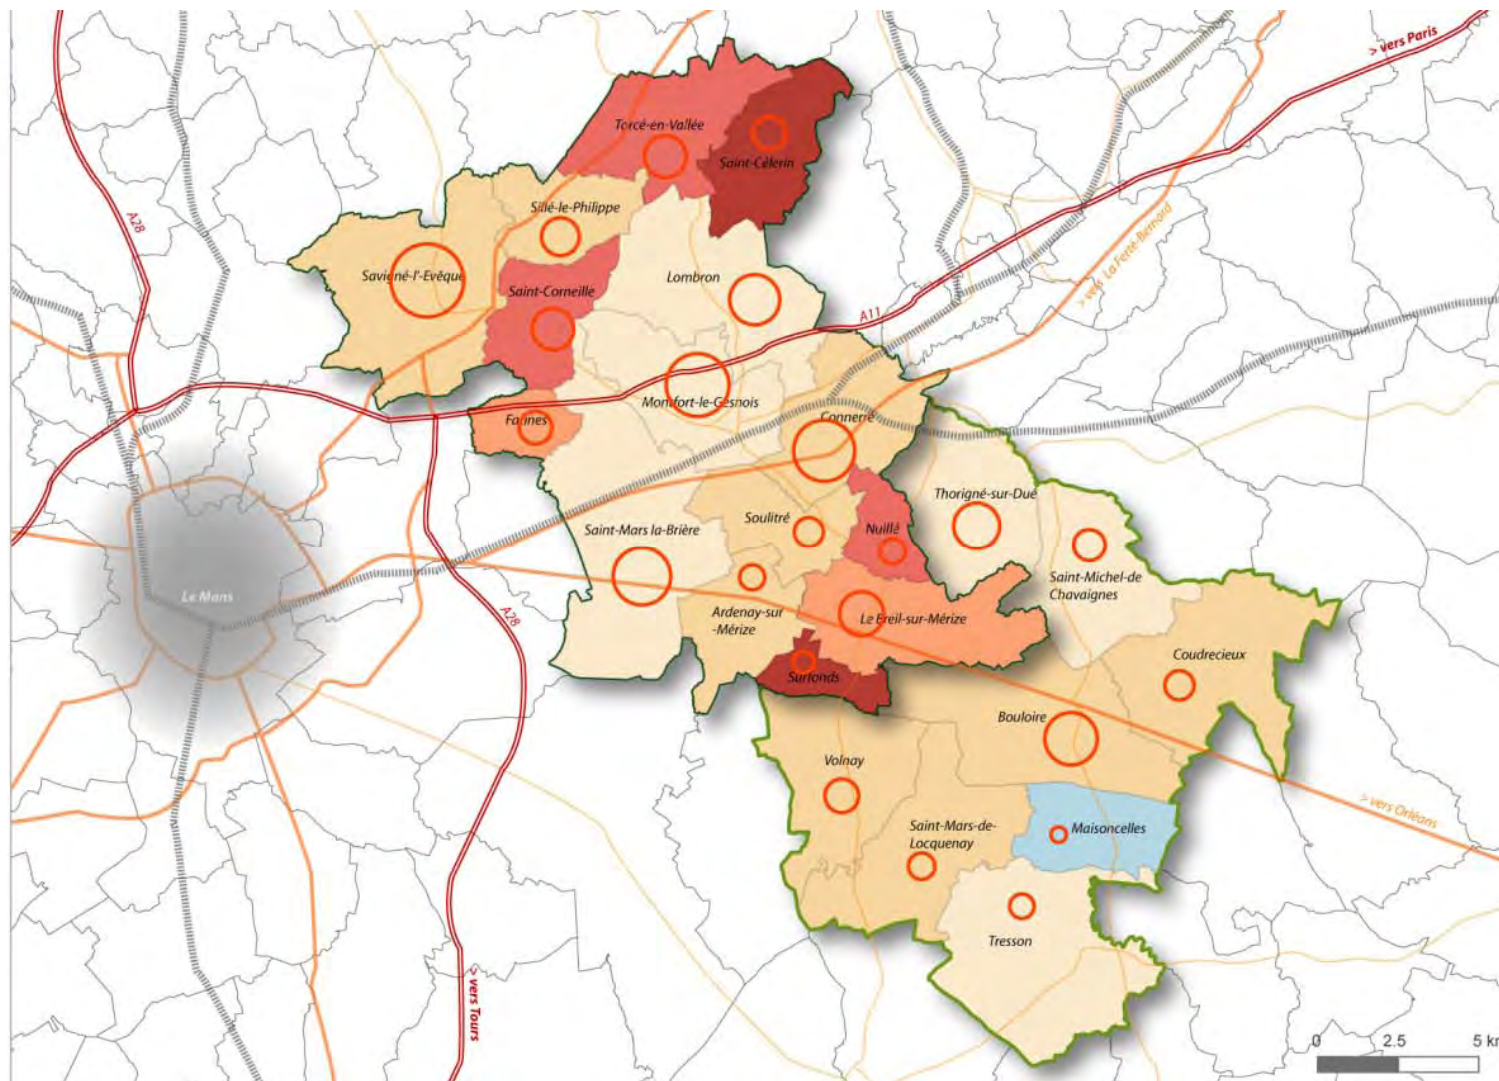 > vers Paris
Torcé-en-Vallée
Saint-Célerin
A28
Sillé-le-Philippe
> vers La Ferté-Bernard
Savigné-l'-Evêque
Lombron
Saint-Corneille
A11
Montfort-le-Gesnois
Connerré
Fatines
Thorigné-sur-Dué
Soulitré
Nuillé
Saint-Mars la-Brière
Saint-Michel-de
Chavaignes
Le Mans
A28
Ardenay-sur
-Mérize
Le Breil-sur-Mérize
Coudrecieux
Surfonds
Bouloire
Volnay
> vers Orléans
Saint-Mars-de-
Locquenay
Maisoncelles
Tresson
> vers Tours
0 2.5 5 km